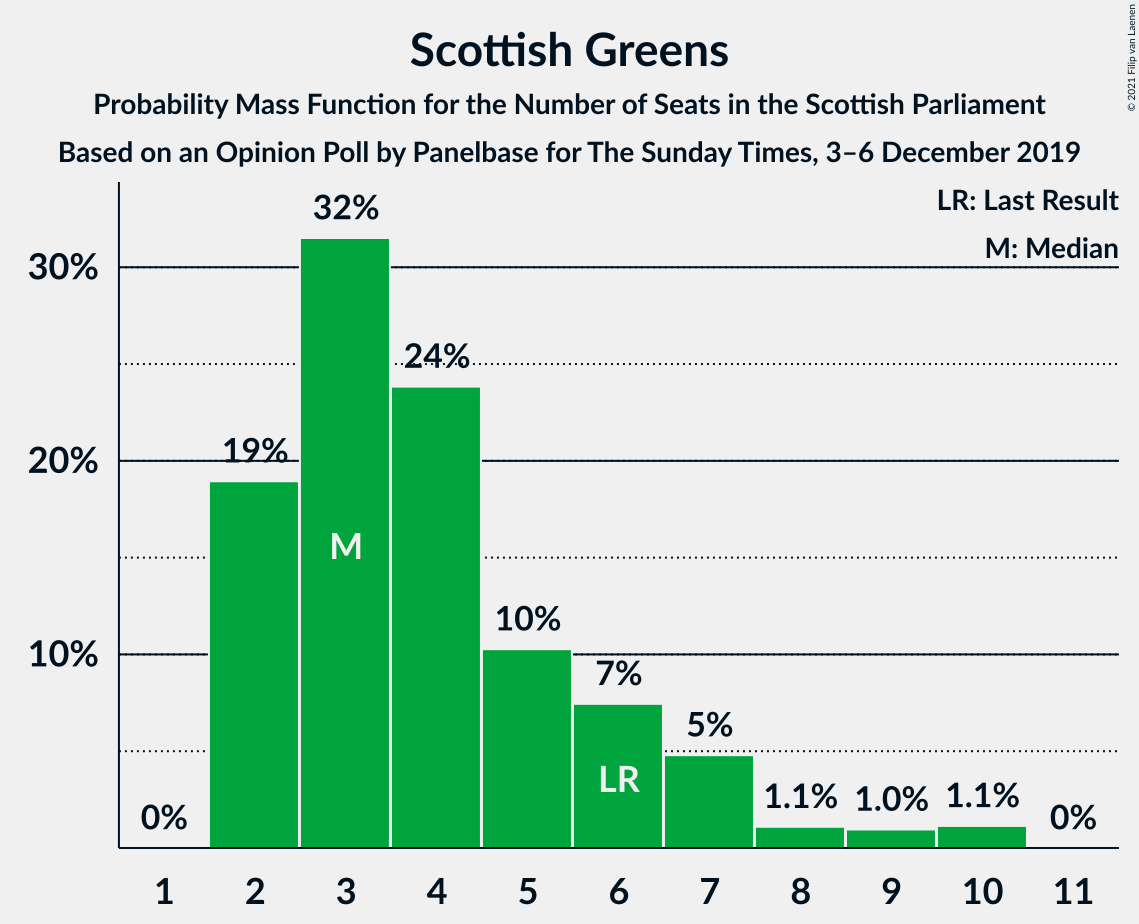 Scottish Greens
Probability Mass Function for the Number of Seats in the Scottish Parliament
Based on an Opinion Poll by Panelbase for The Sunday Times, 3–6 December 2019
© 2021 Filip van Laenen
LR: Last Result
M: Median
30%
20%
10%
0%
19%
32%
24%
10%
7%
5%
1.1%
1.0%
1.1%
0%
M
LR
1 2 3 4 5 6 7 8 9 10 11